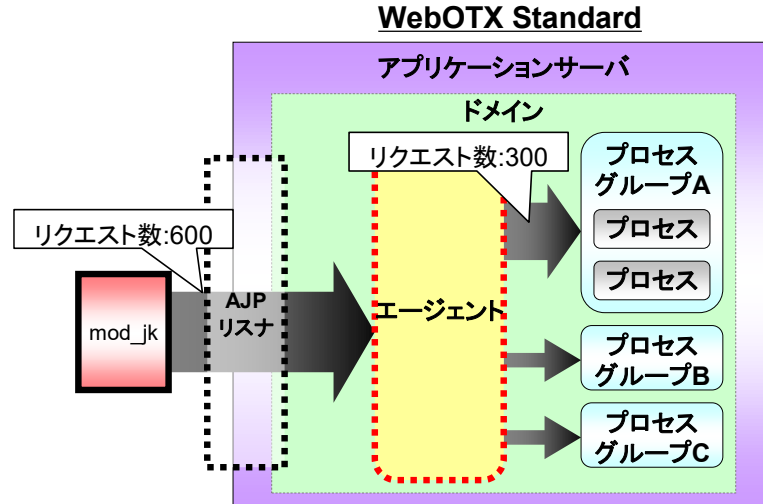 WebOTX Standard
アプリケーションサーバ
ドメイン
リクエスト数:300
プロセス
グループA
プロセス
プロセス
リクエスト数:600
mod_jk
AJP
リスナ
エージェント
プロセス
グループB
プロセス
グループC